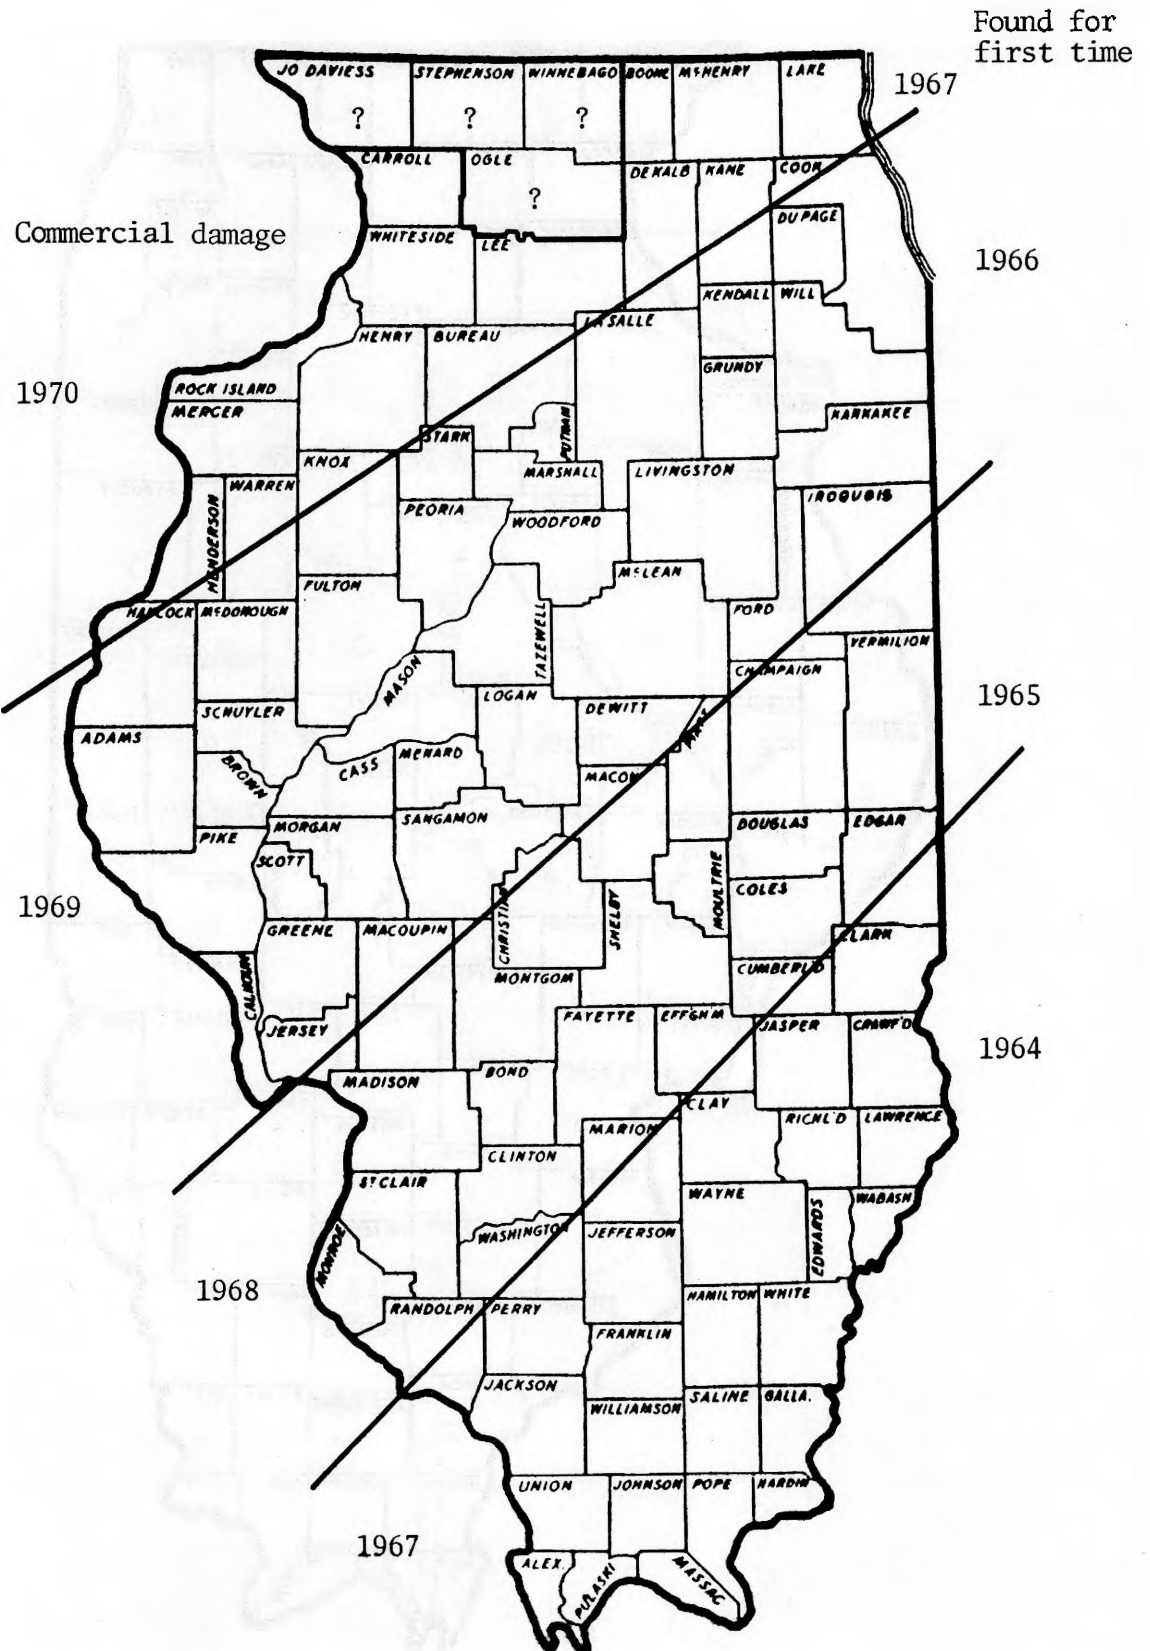 Found for
first time
JO DAVIESS STEPHENSON WINNEBAGO BOONE McHENRY LAKE
1967
? ? ?
CARROLL OGLE
DE KALB KANE COOK
?
DU PAGE
Commercial damage
WHITESIDE LEE
1966
KENDALL WILL
LA SALLE
HENRY BUREAU
GRUNDY
1970
ROCK ISLAND
MERCER
KANKAKEE
PUTNAM
STARK
KNOX
MARSHALL LIVINGSTON
WARREN
IROQUOIS
HENDERSON
PEORIA
WOODFORD
McLEAN
FULTON
HANCOCK McDONOUGH
FORD
TAZEWELL
VERMILION
MASON
CHAMPAIGN
LOGAN
1965
DEWITT
SCHUYLER
PIATT
ADAMS
MENARD
CASS
BROWN
MACON
SANGAMON
DOUGLAS EDGAR
MORGAN
PIKE
SCOTT
MOULTRIE
COLES
1969
CHRISTIAN
SHELBY
GREENE MACOUPIN
CLARK
CUMBERL'D
MONTGOM
CALHOUN
FAYETTE EFF'GH'M
JASPER CRAWF'D
JERSEY
1964
BOND
MADISON
CLAY
RICHL'D LAWRENCE
MARION
CLINTON
ST CLAIR
WAYNE
WABASH
EDWARDS
WASHINGTON
JEFFERSON
MONROE
1968
HAMILTON WHITE
RANDOLPH PERRY
FRANKLIN
JACKSON
SALINE GALLA.
WILLIAMSON
UNION JOHNSON POPE HARDIN
1967
ALEX.
PULASKI
MASSAC